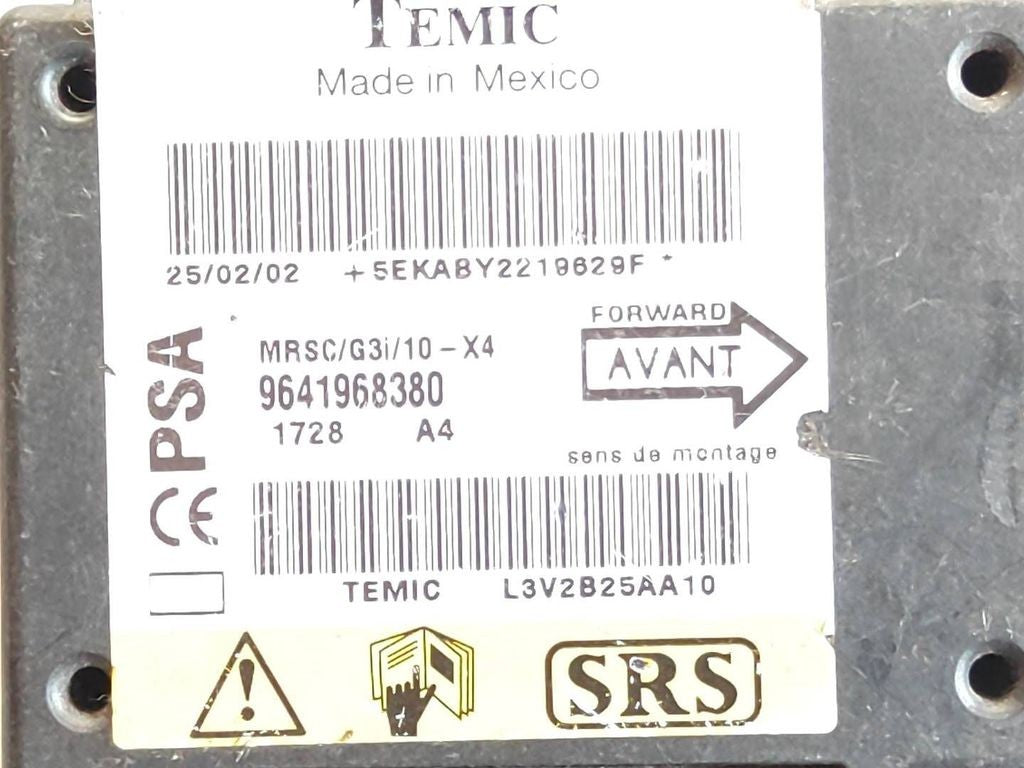 TEMIC
Made in Mexico
25/02/02 +5EKABY2219629F *
FORWARD
AVANT
sens de montage
PSA
CE
MRSC/G3i/10-X4
9641968380
1728 A4
TEMIC L3V2B25AA10
SRS